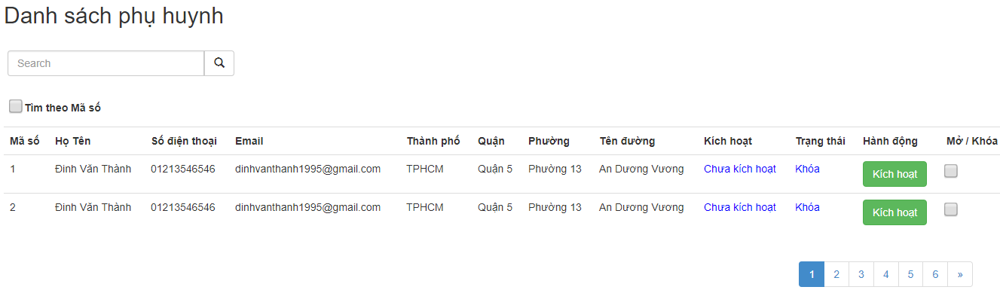 Danh sách phụ huynh
Search
Tìm theo Mã số
Mã số Họ Tên Số điện thoại Email Thành phố Quận Phường Tên đường Kích hoạt Trạng thái Hành động Mở / Khóa
1 Đinh Văn Thành 01213546546 dinhvanthanh1995@gmail.com TPHCM Quận 5 Phường 13 An Dương Vương Chưa kích hoạt Khóa Kích hoạt
2 Đinh Văn Thành 01213546546 dinhvanthanh1995@gmail.com TPHCM Quận 5 Phường 13 An Dương Vương Chưa kích hoạt Khóa Kích hoạt
1 2 3 4 5 6 »